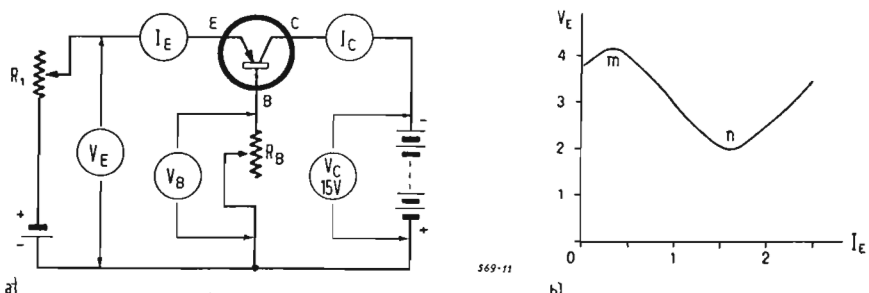 E
I_E
C
I_C
R_1
B
V_E
V_B
R_B
V_C
15V
+
-
-
+
a)
569-11
V_E
4
3
2
1
0
m
n
1
2
I_E
b)